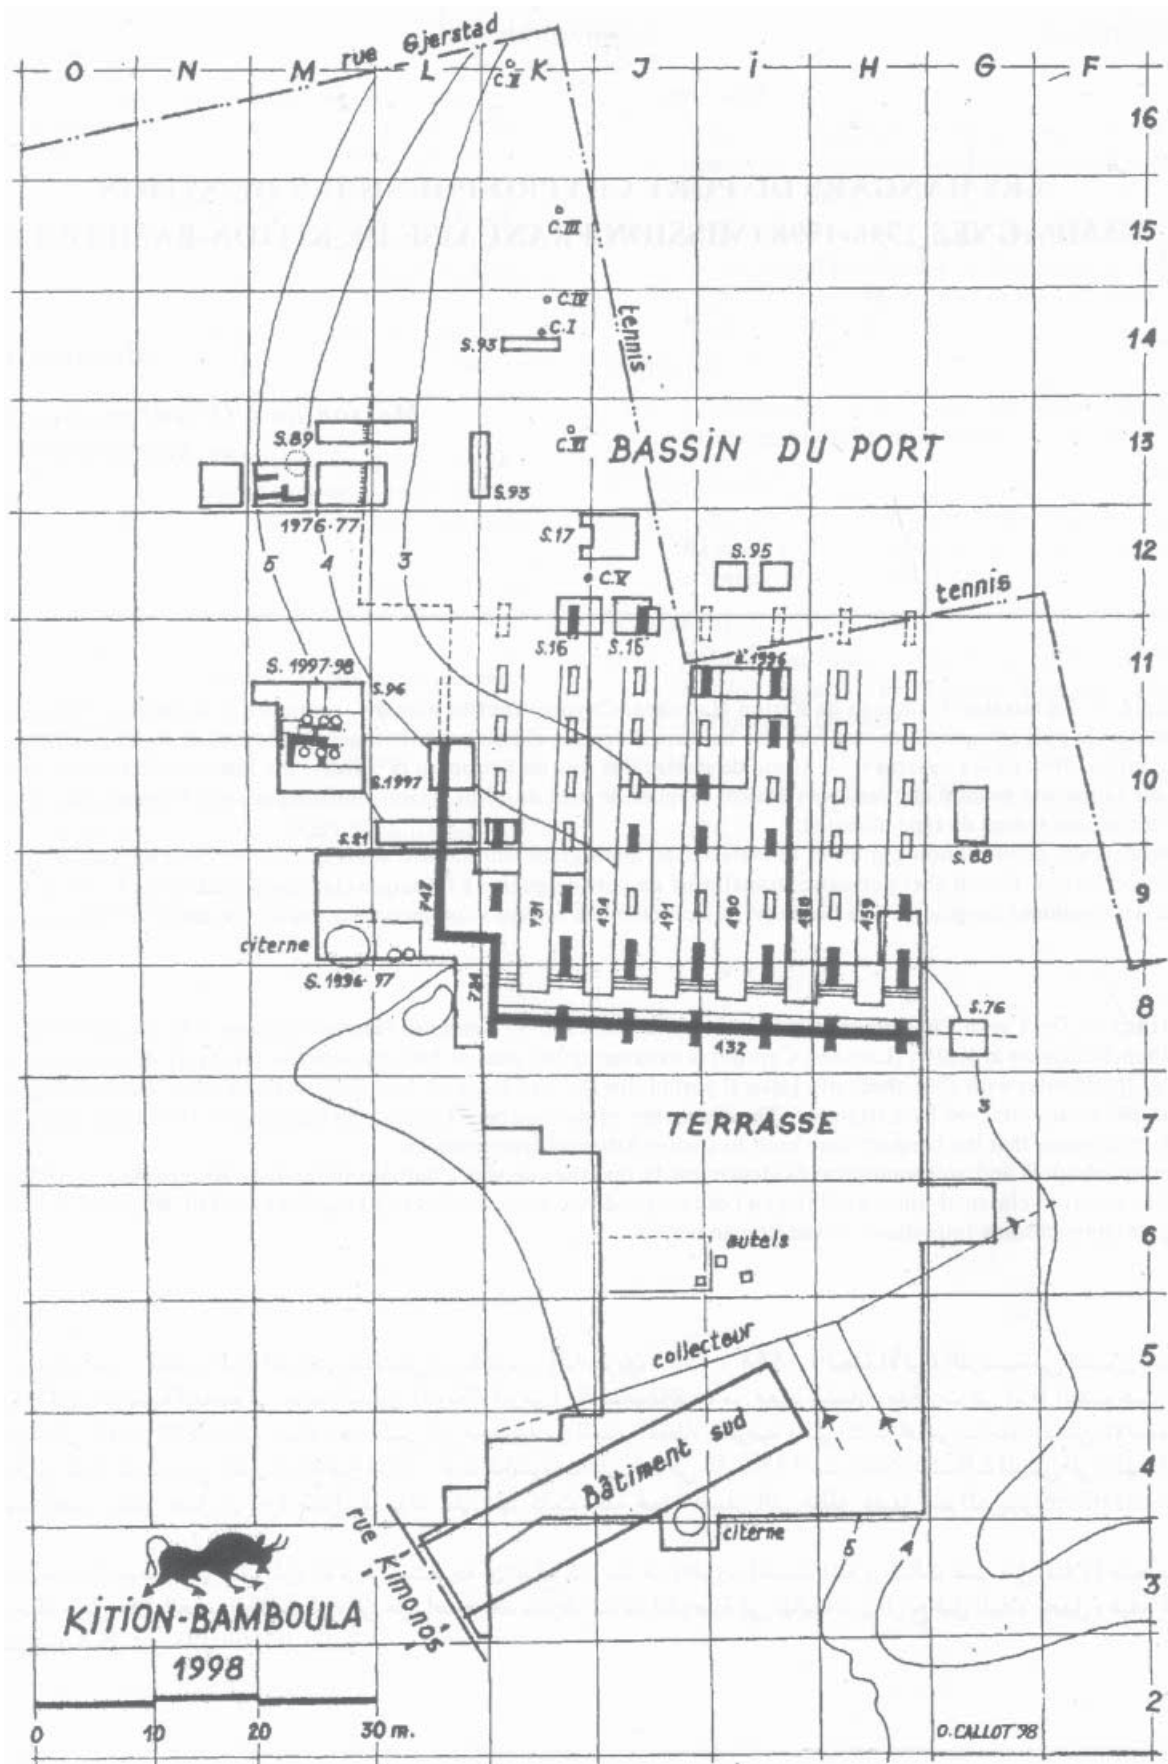 rue Gjerstad
O N M L K J I H G F
C.II
16
C.III
15
C.IV
C.I
tennis
S.93
14
S.89
C.VI
BASSIN DU PORT
13
S.93
1976-77
S.17
S.95
12
5 4 3
C.V
tennis
S.16 S.15
S.1996
11
S. 1997-98
S.96
S.1997
10
S.81
S.88
747 731 494 491 490 488 459
9
citerne
S. 1996-97
8
S.76
432
3
TERRASSE
7
6
autels
collecteur
5
Bâtiment sud
4
rue Kimonos
citerne
5 4
3
KITION-BAMBOULA
1998
2
0 10 20 30 m.
O. CALLOT 98